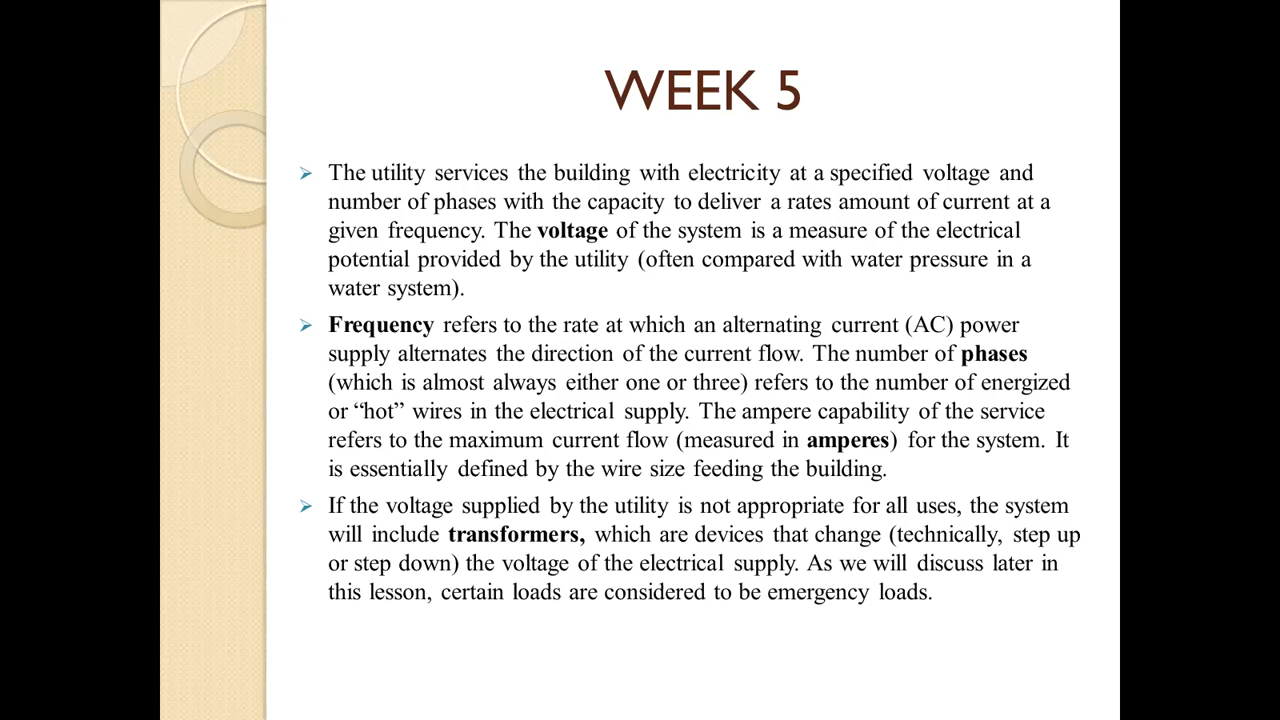 WEEK 5
The utility services the building with electricity at a specified voltage and
number of phases with the capacity to deliver a rates amount of current at a
given frequency. The voltage of the system is a measure of the electrical
potential provided by the utility (often compared with water pressure in a
water system).
Frequency refers to the rate at which an alternating current (AC) power
supply alternates the direction of the current flow. The number of phases
(which is almost always either one or three) refers to the number of energized
or “hot” wires in the electrical supply. The ampere capability of the service
refers to the maximum current flow (measured in amperes) for the system. It
is essentially defined by the wire size feeding the building.
If the voltage supplied by the utility is not appropriate for all uses, the system
will include transformers, which are devices that change (technically, step up
or step down) the voltage of the electrical supply. As we will discuss later in
this lesson, certain loads are considered to be emergency loads.